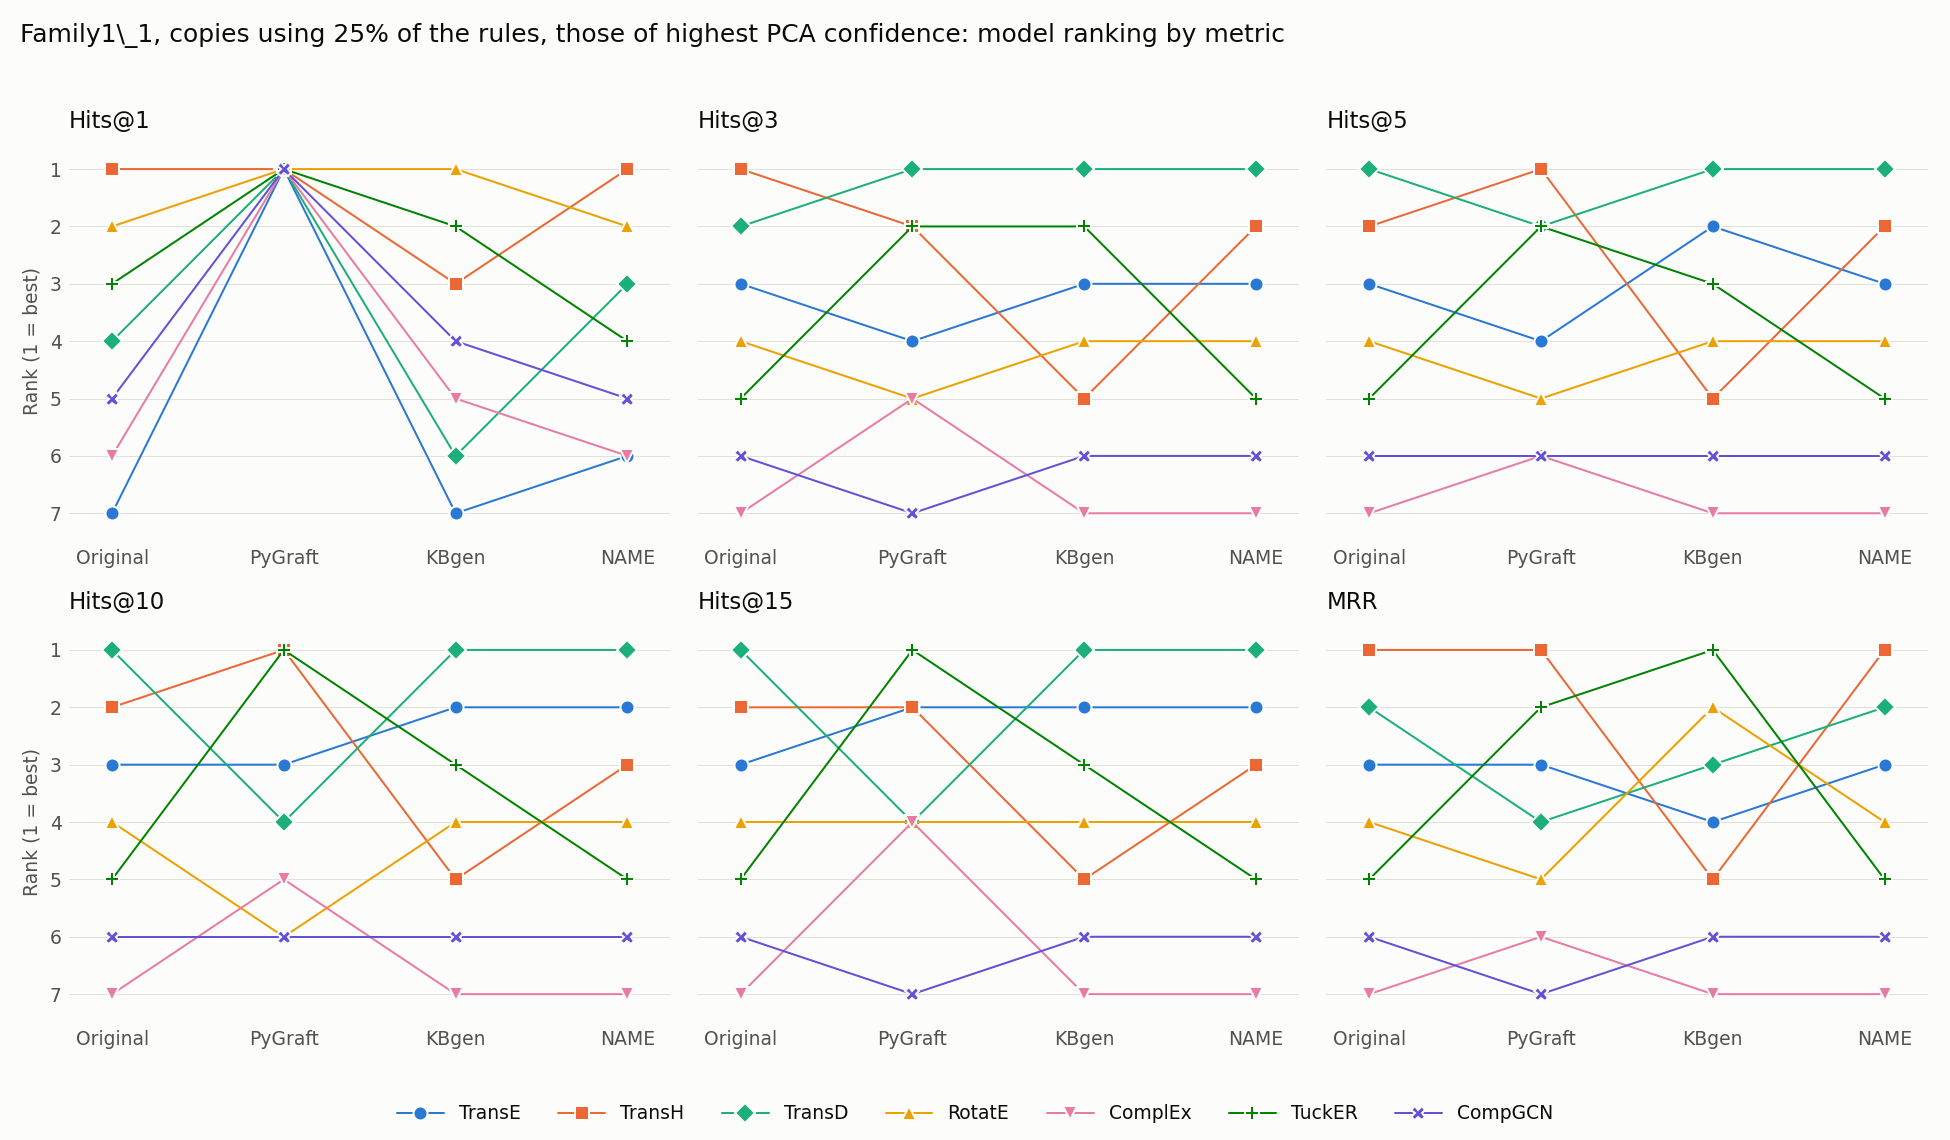 Family1\_1, copies using 25% of the rules, those of highest PCA confidence: model ranking by metric
Hits@1
Hits@3
Hits@5
Rank (1 = best)
1
2
3
4
5
6
7
Original PyGraft KBgen NAME
Original PyGraft KBgen NAME
Original PyGraft KBgen NAME
Hits@10
Hits@15
MRR
Rank (1 = best)
1
2
3
4
5
6
7
Original PyGraft KBgen NAME
Original PyGraft KBgen NAME
Original PyGraft KBgen NAME
TransE TransH TransD RotatE ComplEx TuckER CompGCN